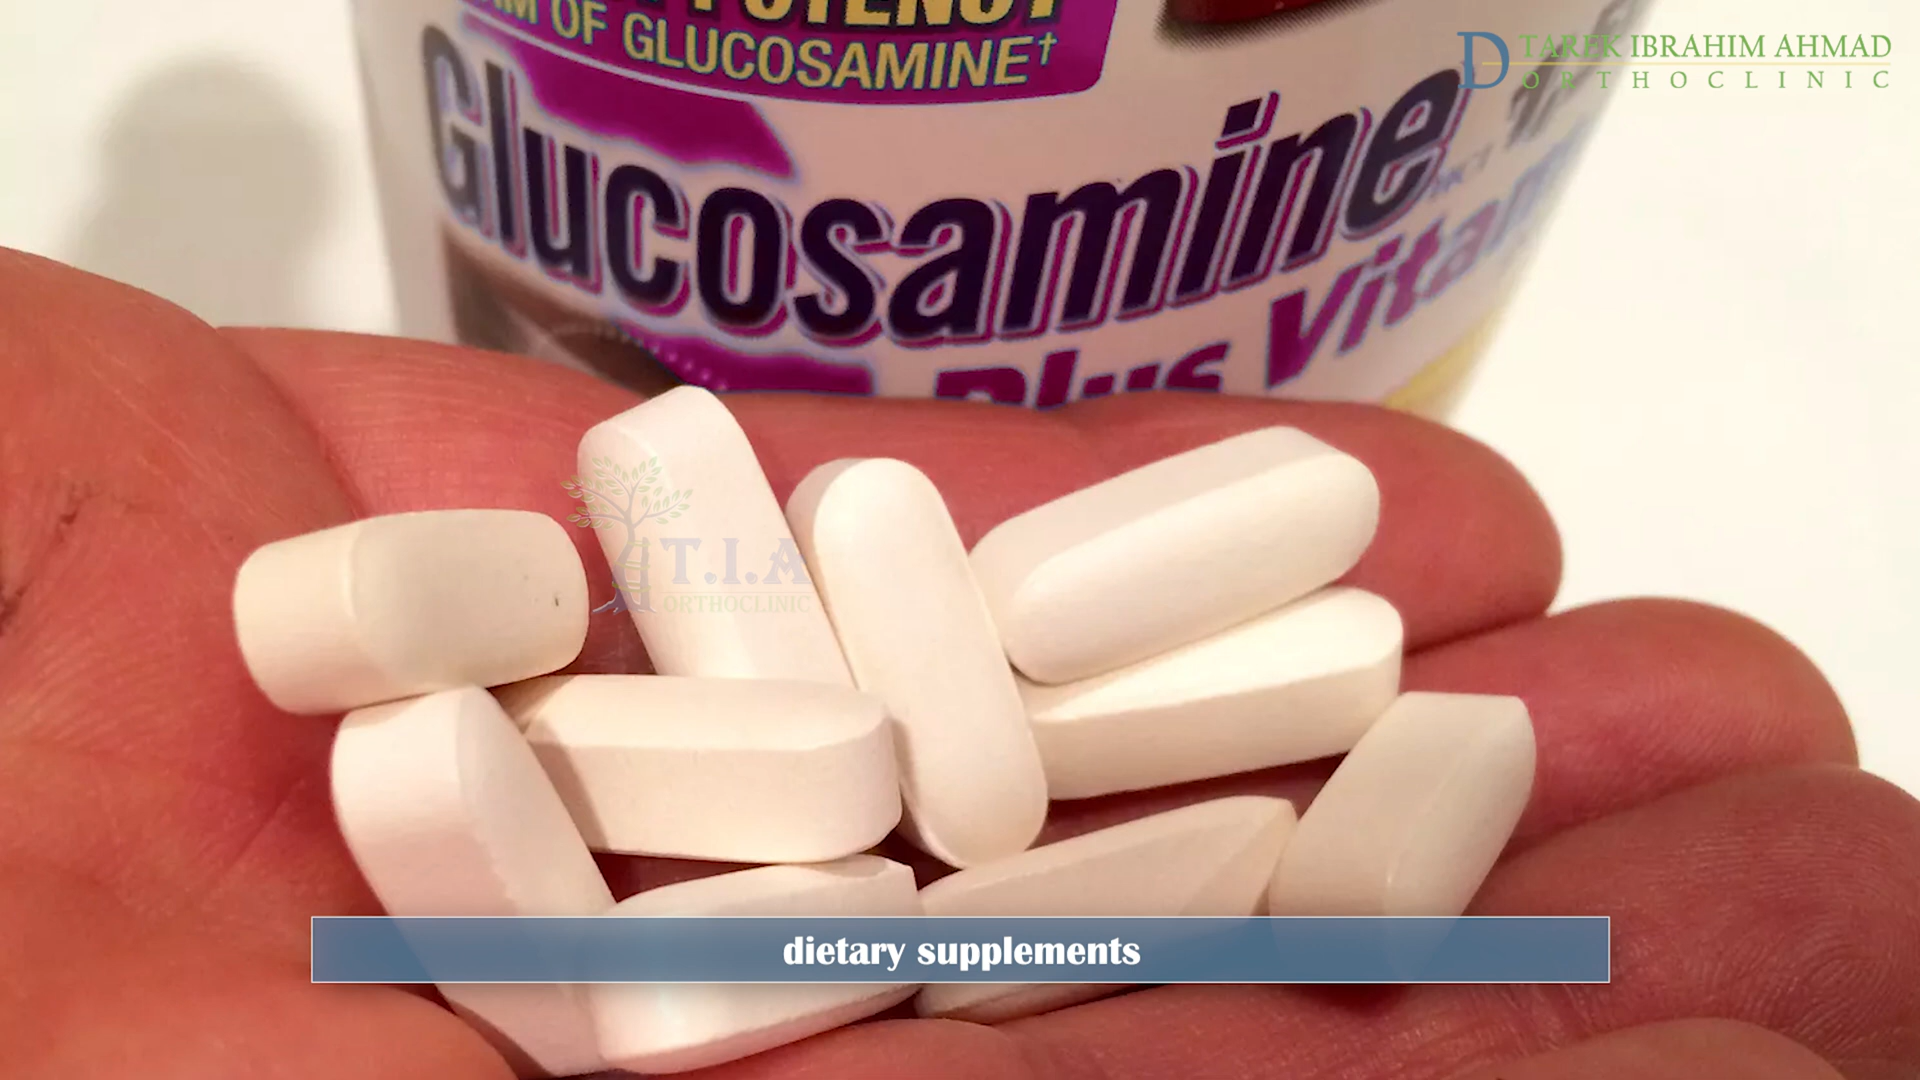 OF GLUCOSAMINE†
Glucosamine
Plus
D TAREK IBRAHIM AHMAD
ORTHOCLINIC
T.I.A
ORTHOCLINIC
dietary supplements